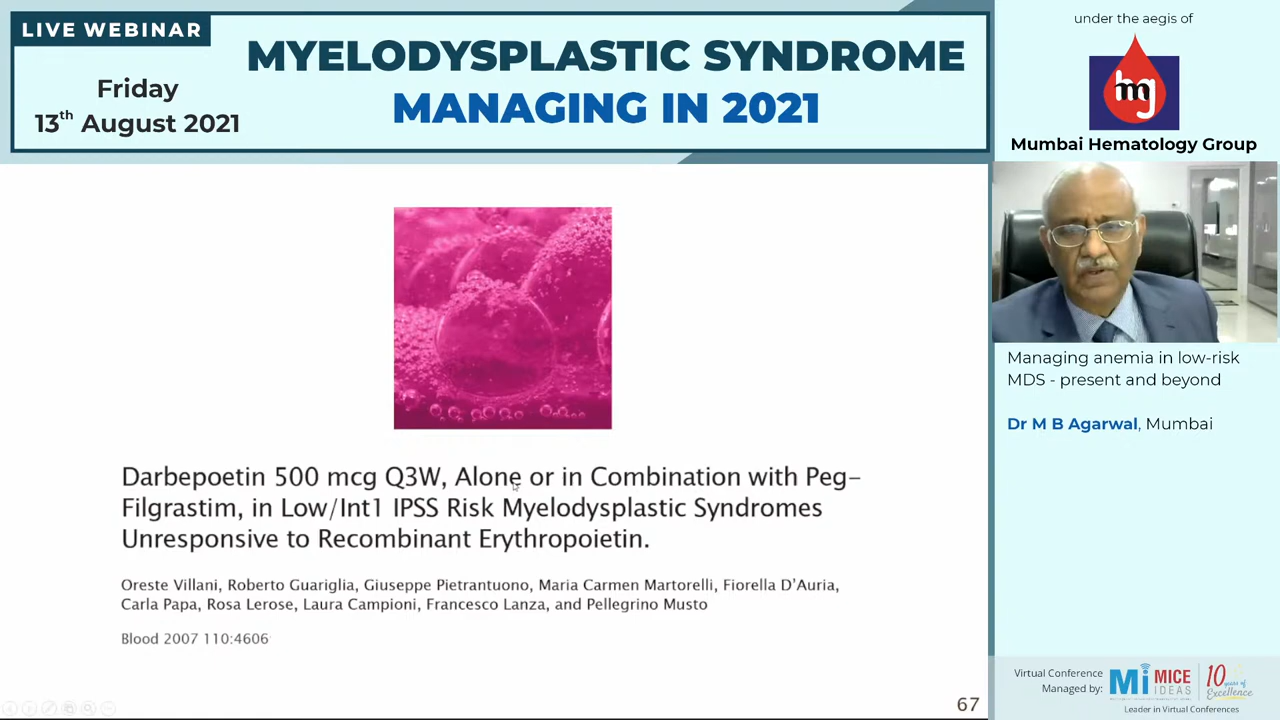 LIVE WEBINAR
Friday
13th August 2021
MYELODYSPLASTIC SYNDROME
MANAGING IN 2021
under the aegis of
hmg
Mumbai Hematology Group
Managing anemia in low-risk
MDS - present and beyond
Dr M B Agarwal, Mumbai
Darbepoetin 500 mcg Q3W, Alone or in Combination with Peg-
Filgrastim, in Low/Int1 IPSS Risk Myelodysplastic Syndromes
Unresponsive to Recombinant Erythropoietin.
Oreste Villani, Roberto Guariglia, Giuseppe Pietrantuono, Maria Carmen Martorelli, Fiorella D'Auria,
Carla Papa, Rosa Lerose, Laura Campioni, Francesco Lanza, and Pellegrino Musto
Blood 2007 110:4606
67
Virtual Conference
Managed by:
Mi MICE IDEAS
10 years of Excellence
Leader in Virtual Conferences